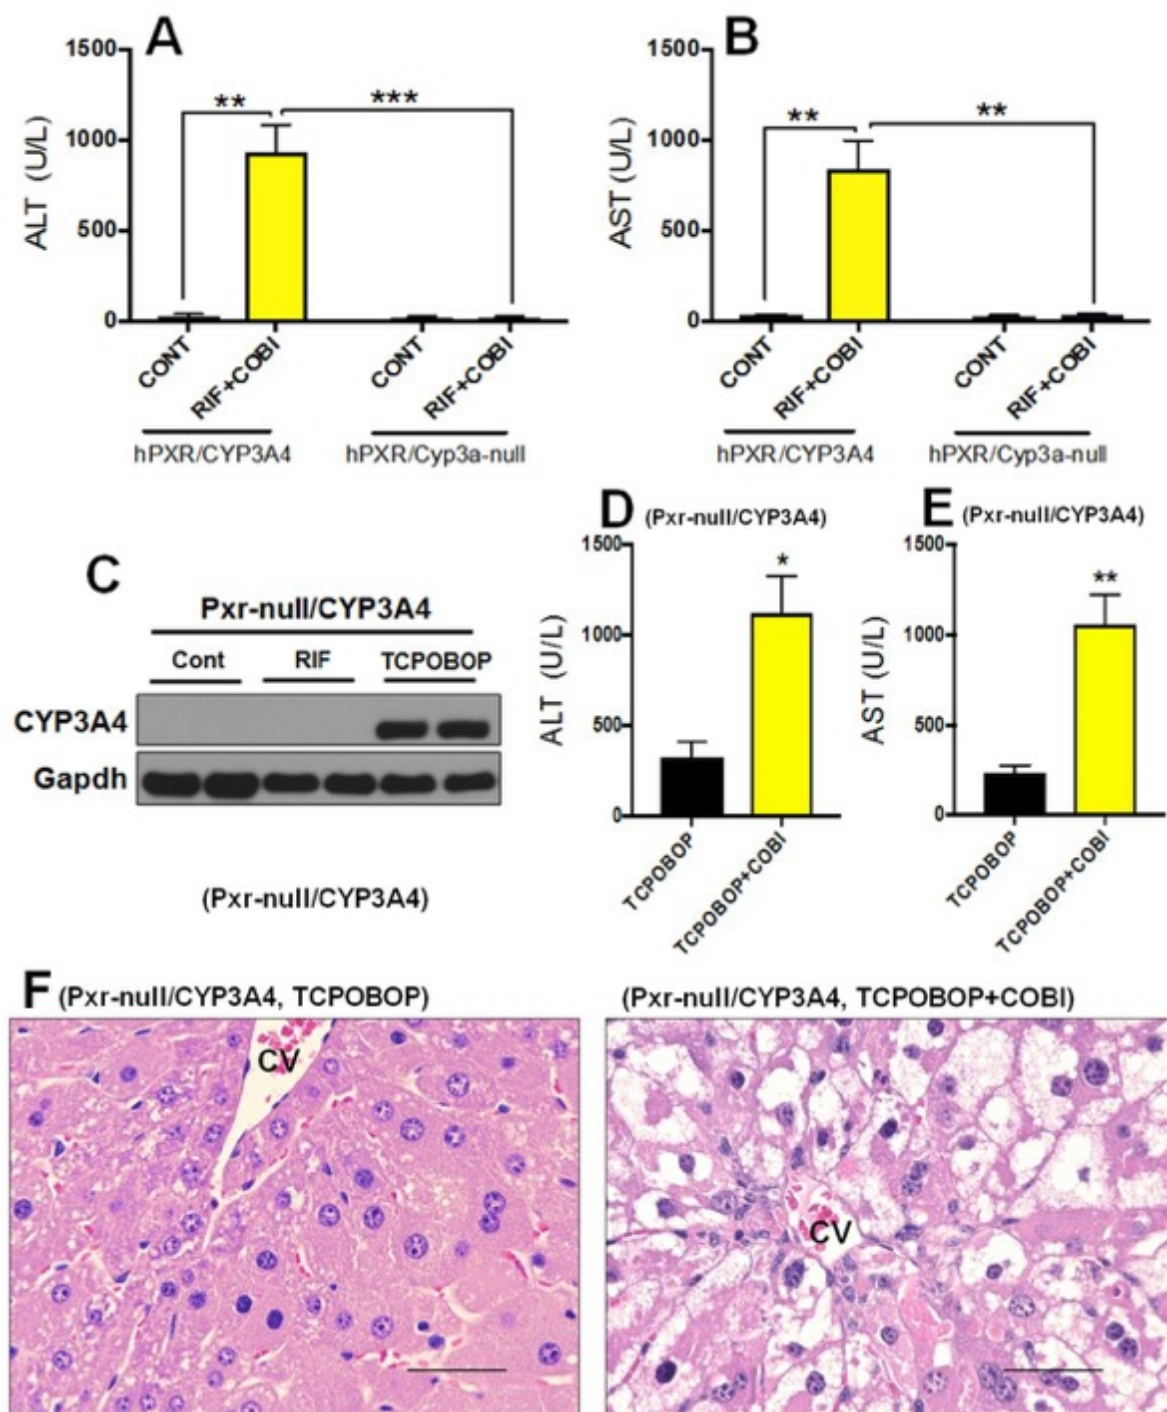 A
1500
1000
500
0
ALT (U/L)
**
***
CONT
RIF+COBI
CONT
RIF+COBI
hPXR/CYP3A4
hPXR/Cyp3a-null
B
1500
1000
500
0
AST (U/L)
**
**
CONT
RIF+COBI
CONT
RIF+COBI
hPXR/CYP3A4
hPXR/Cyp3a-null
C
Pxr-null/CYP3A4
Cont RIF TCPOBOP
CYP3A4
Gapdh
(Pxr-null/CYP3A4)
D (Pxr-null/CYP3A4)
1500
1000
500
0
ALT (U/L)
*
TCPOBOP
TCPOBOP+COBI
E (Pxr-null/CYP3A4)
1500
1000
500
0
AST (U/L)
**
TCPOBOP
TCPOBOP+COBI
F (Pxr-null/CYP3A4, TCPOBOP)
CV
(Pxr-null/CYP3A4, TCPOBOP+COBI)
CV